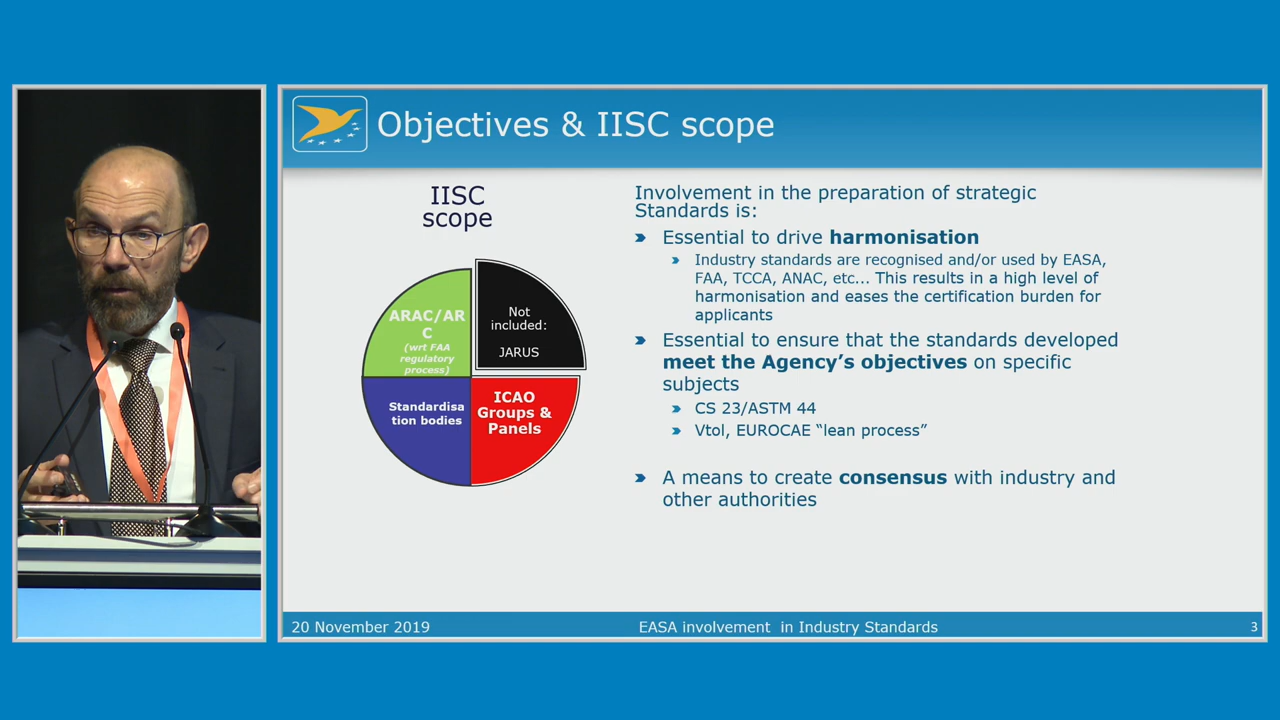 Objectives & IISC scope
IISC
scope
ARAC/AR
C
(wrt FAA
regulatory
process)
Not
included:
JARUS
Standardisa
tion bodies
ICAO
Groups &
Panels
Involvement in the preparation of strategic
Standards is:
Essential to drive harmonisation
Industry standards are recognised and/or used by EASA,
FAA, TCCA, ANAC, etc... This results in a high level of
harmonisation and eases the certification burden for
applicants
Essential to ensure that the standards developed
meet the Agency’s objectives on specific
subjects
CS 23/ASTM 44
Vtol, EUROCAE “lean process”
A means to create consensus with industry and
other authorities
20 November 2019
EASA involvement in Industry Standards
3